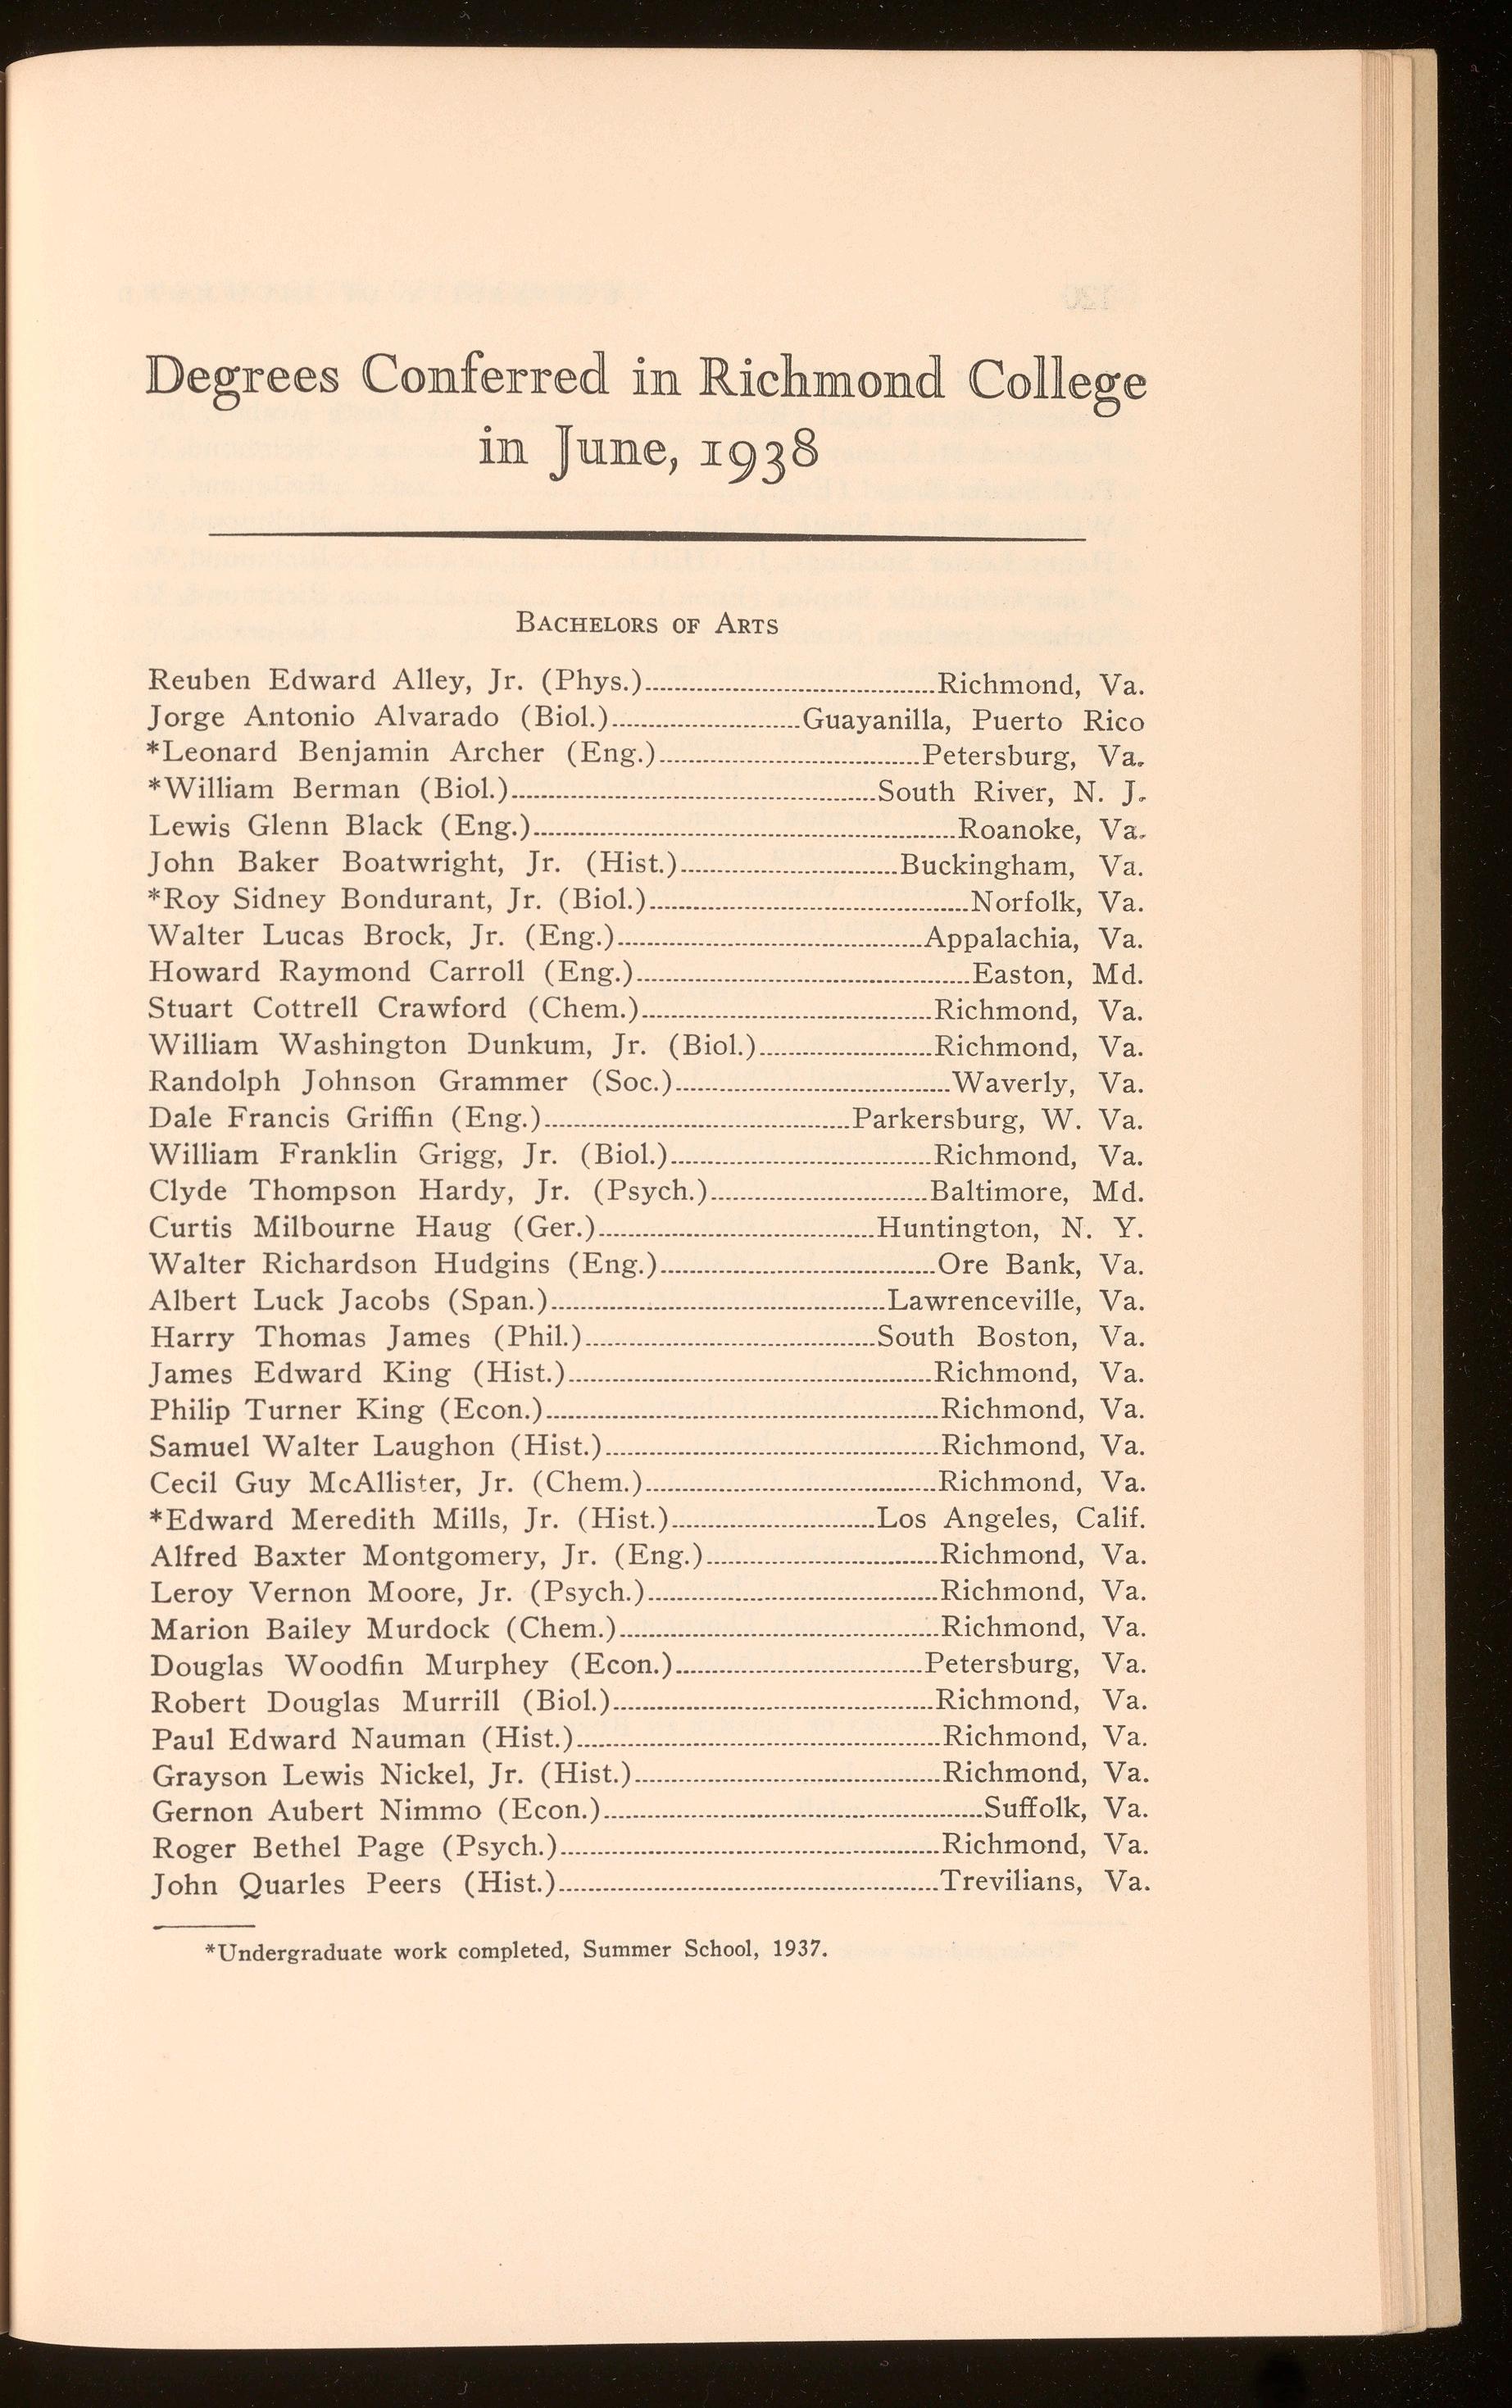 Degrees Conferred in Richmond College
in June, 1938
BACHELORS OF ARTS
Reuben Edward Alley, Jr. (Phys.) Richmond, Va.
Jorge Antonio Alvarado (Biol.) Guayanilla, Puerto Rico
*Leonard Benjamin Archer (Eng.) Petersburg, Va.
*William Berman (Biol.) South River, N. J.
Lewis Glenn Black (Eng.) Roanoke, Va.
John Baker Boatwright, Jr. (Hist.) Buckingham, Va.
*Roy Sidney Bondurant, Jr. (Biol.) Norfolk, Va.
Walter Lucas Brock, Jr. (Eng.) Appalachia, Va.
Howard Raymond Carroll (Eng.) Easton, Md.
Stuart Cottrell Crawford (Chem.) Richmond, Va.
William Washington Dunkum, Jr. (Biol.) Richmond, Va.
Randolph Johnson Grammer (Soc.) Waverly, Va.
Dale Francis Griffin (Eng.) Parkersburg, W. Va.
William Franklin Grigg, Jr. (Biol.) Richmond, Va.
Clyde Thompson Hardy, Jr. (Psych.) Baltimore, Md.
Curtis Milbourne Haug (Ger.) Huntington, N. Y.
Walter Richardson Hudgins (Eng.) Ore Bank, Va.
Albert Luck Jacobs (Span.) Lawrenceville, Va.
Harry Thomas James (Phil.) South Boston, Va.
James Edward King (Hist.) Richmond, Va.
Philip Turner King (Econ.) Richmond, Va.
Samuel Walter Laughon (Hist.) Richmond, Va.
Cecil Guy McAllister, Jr. (Chem.) Richmond, Va.
*Edward Meredith Mills, Jr. (Hist.) Los Angeles, Calif.
Alfred Baxter Montgomery, Jr. (Eng.) Richmond, Va.
Leroy Vernon Moore, Jr. (Psych.) Richmond, Va.
Marion Bailey Murdock (Chem.) Richmond, Va.
Douglas Woodfin Murphey (Econ.) Petersburg, Va.
Robert Douglas Murrill (Biol.) Richmond, Va.
Paul Edward Nauman (Hist.) Richmond, Va.
Grayson Lewis Nickel, Jr. (Hist.) Richmond, Va.
Gernon Aubert Nimmo (Econ.) Suffolk, Va.
Roger Bethel Page (Psych.) Richmond, Va.
John Quarles Peers (Hist.) Trevilians, Va.
*Undergraduate work completed, Summer School, 1937.